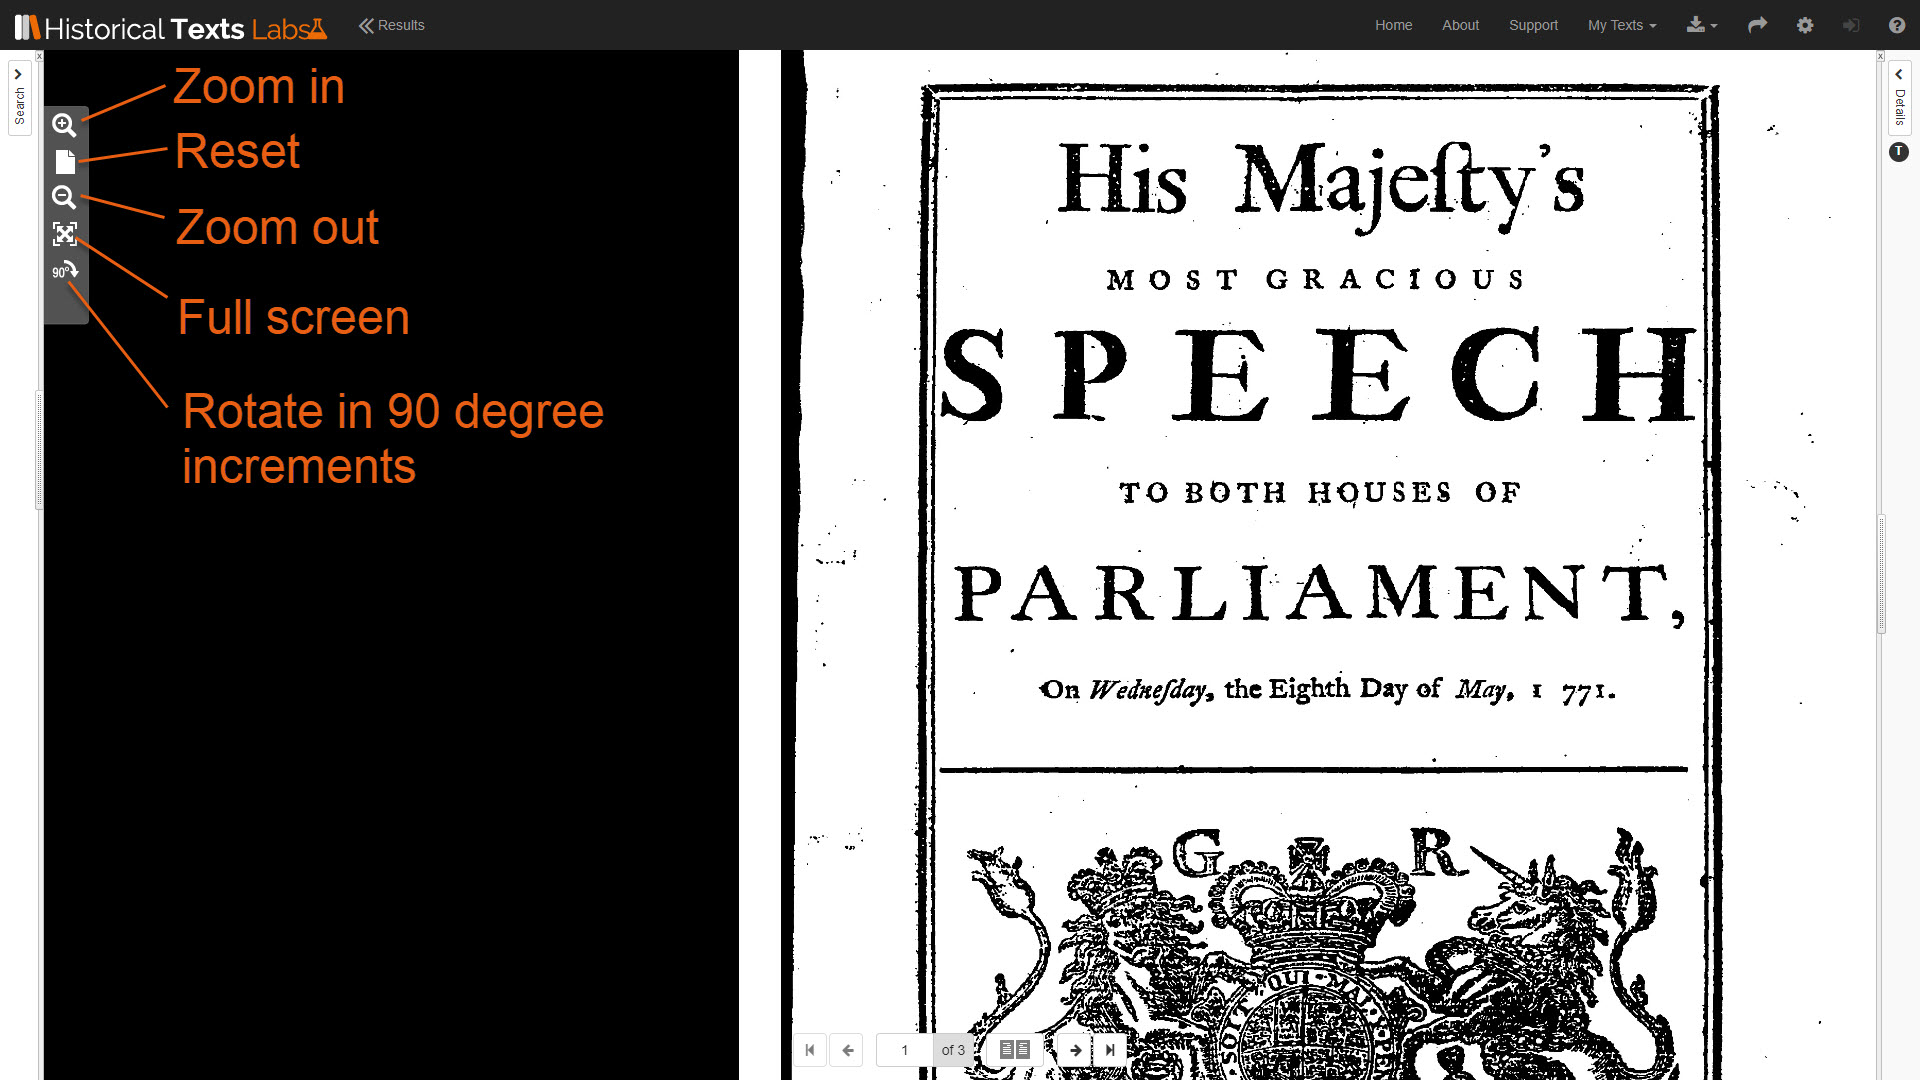 Historical Texts Labs
Results
Home
About
Support
My Texts
Search
Details
T
Zoom in
Reset
Zoom out
Full screen
90°
Rotate in 90 degree
increments
His Majeſty's
MOST GRACIOUS
SPEECH
TO BOTH HOUSES OF
PARLIAMENT,
On Wedneſday, the Eighth Day of May, 1 771.
G R
QUI · MAL
1 of 3